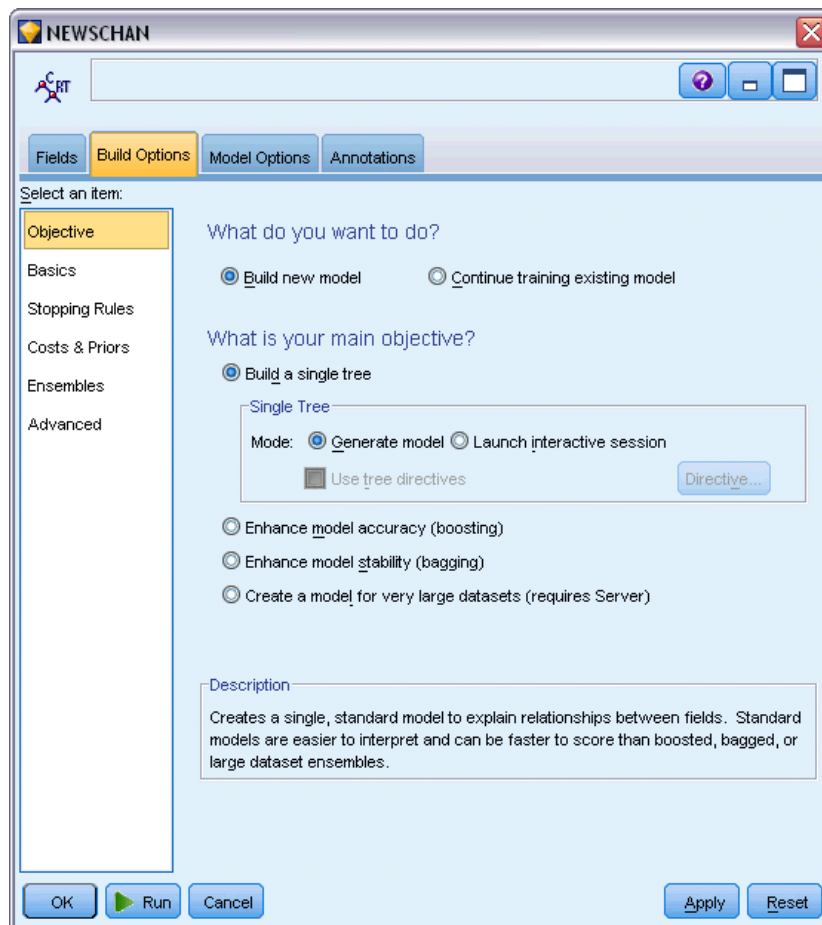 NEWSCHAN
C RT
Fields
Build Options
Model Options
Annotations
Select an item:
Objective
Basics
Stopping Rules
Costs & Priors
Ensembles
Advanced
What do you want to do?
Build new model
Continue training existing model
What is your main objective?
Build a single tree
Single Tree
Mode: Generate model Launch interactive session
Use tree directives
Directive...
Enhance model accuracy (boosting)
Enhance model stability (bagging)
Create a model for very large datasets (requires Server)
Description
Creates a single, standard model to explain relationships between fields. Standard
models are easier to interpret and can be faster to score than boosted, bagged, or
large dataset ensembles.
OK
Run
Cancel
Apply
Reset